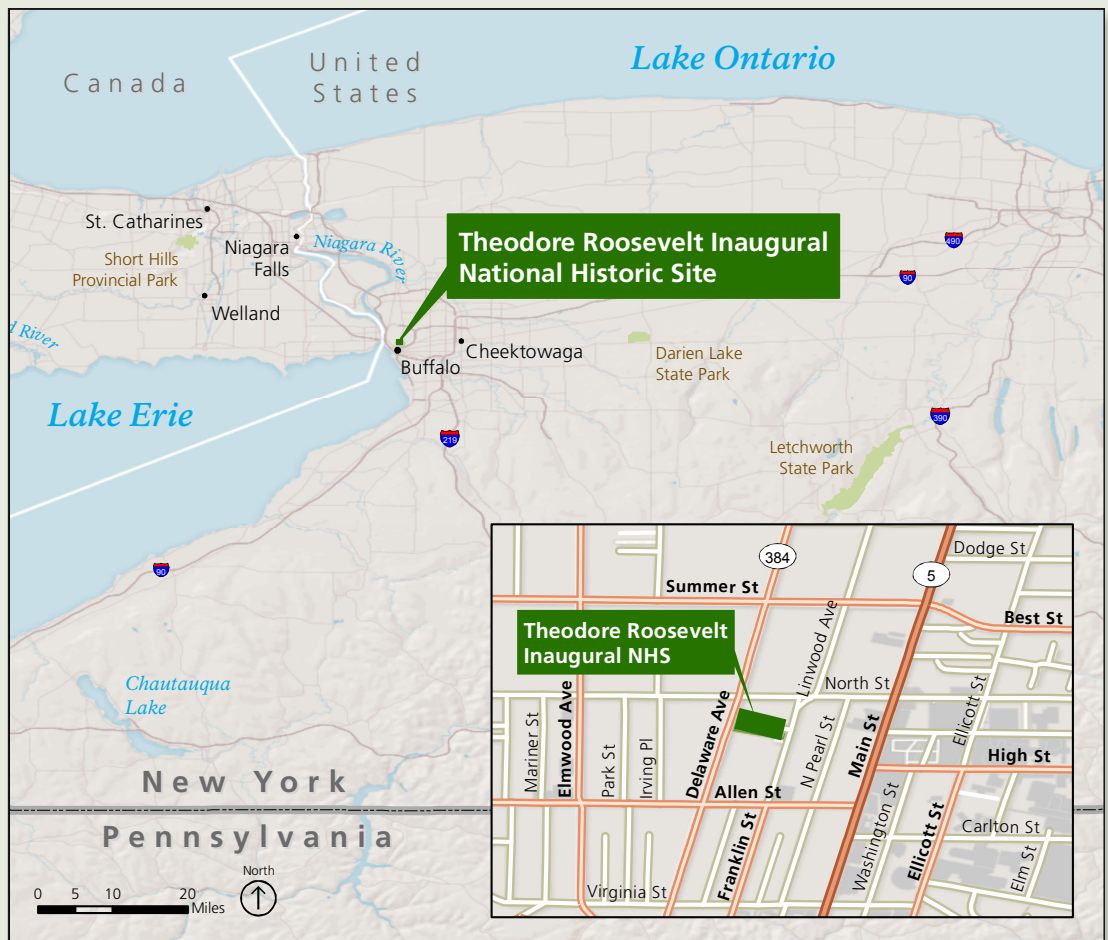 Canada
United
States
Lake Ontario
St. Catharines
Short Hills
Provincial Park
Niagara
Falls
Niagara River
Theodore Roosevelt Inaugural
National Historic Site
490
90
Welland
d River
Buffalo
Cheektowaga
Darien Lake
State Park
Lake Erie
219
390
Letchworth
State Park
90
Chautauqua
Lake
New York
Pennsylvania
0 5 10 20
Miles
North
384
5
Dodge St
Summer St
Best St
Theodore Roosevelt
Inaugural NHS
Linwood Ave
North St
Mariner St
Elmwood Ave
Park St
Irving Pl
Delaware Ave
N Pearl St
Main St
Ellicott St
High St
Allen St
Franklin St
Washington St
Ellicott St
Carlton St
Elm St
Virginia St